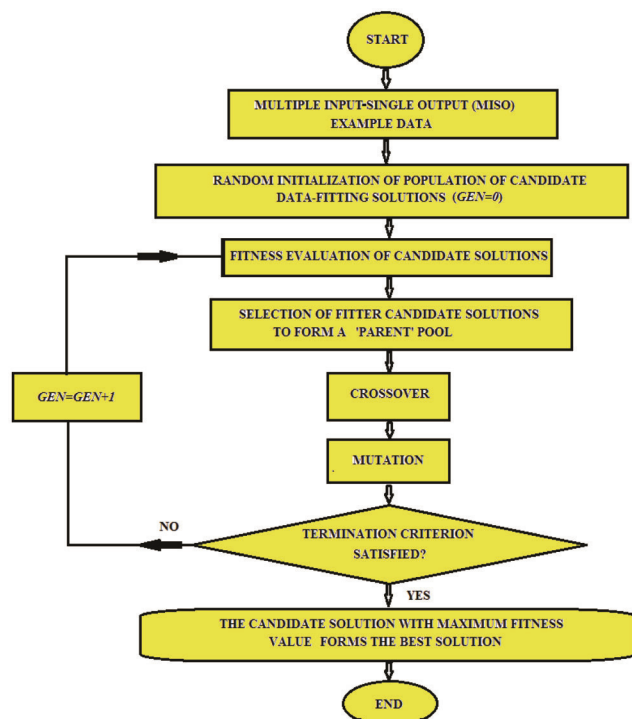 START
MULTIPLE INPUT-SINGLE OUTPUT (MISO)
EXAMPLE DATA
RANDOM INITIALIZATION OF POPULATION OF CANDIDATE
DATA-FITTING SOLUTIONS (GEN=0)
FITNESS EVALUATION OF CANDIDATE SOLUTIONS
SELECTION OF FITTER CANDIDATE SOLUTIONS
TO FORM A 'PARENT' POOL
GEN=GEN+1
CROSSOVER
MUTATION
NO
TERMINATION CRITERION
SATISFIED?
YES
THE CANDIDATE SOLUTION WITH MAXIMUM FITNESS
VALUE FORMS THE BEST SOLUTION
END